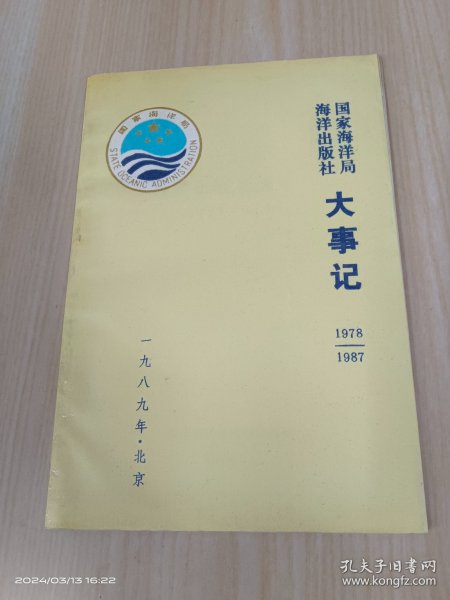 国家海洋局
STATE OCEANIC ADMINISTRATION
国家海洋局
海洋出版社
大事记
1978
1987
一九八九年·北京
2024/03/13 16:22
孔夫子旧书网
www.kongfz.com